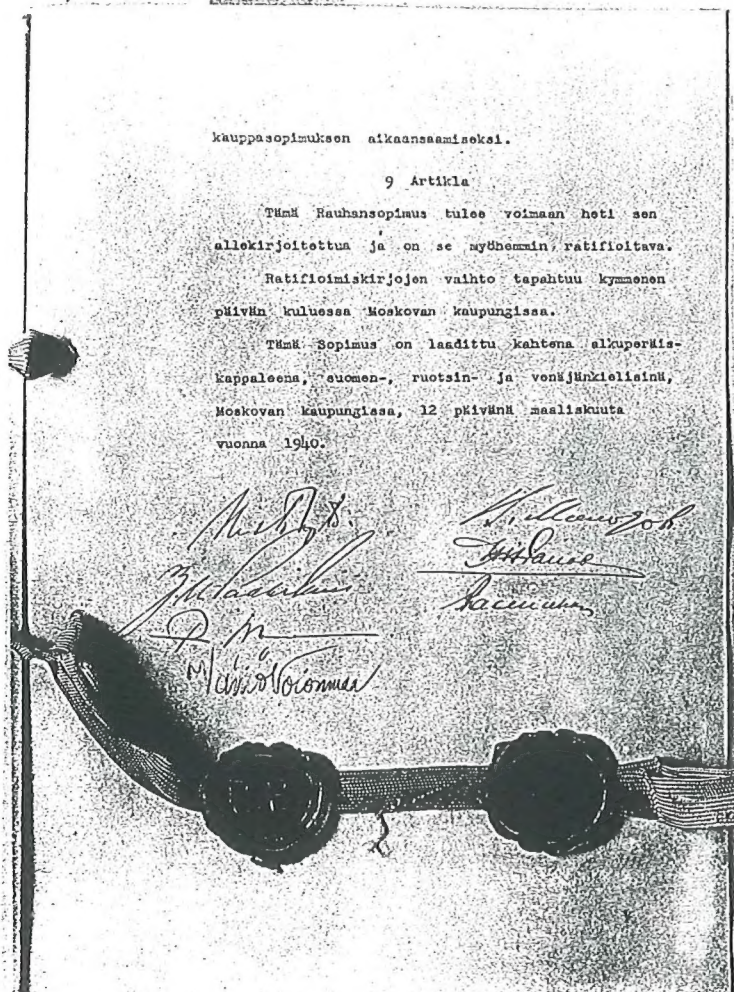 kauppasopimuksen aikaansaamiseksi.
9 Artikla
Tämä Rauhansopimus tulee voimaan heti sen
allekirjoitettua ja on se myöhemmin ratifioitava.
Ratifioimiskirjojen vaihto tapahtuu kymmenen
päivän kuluessa Moskovan kaupungissa.
Tämä Sopimus on laadittu kahtena alkuperäis-
kappaleena, suomen-, ruotsin- ja venäjänkielisinä,
Moskovan kaupungissa, 12 päivänä maaliskuuta
vuonna 1940.
Väinö Voionmaa